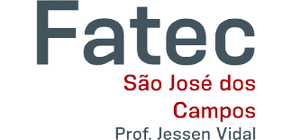 Fatec
São José dos
Campos
Prof. Jessen Vidal